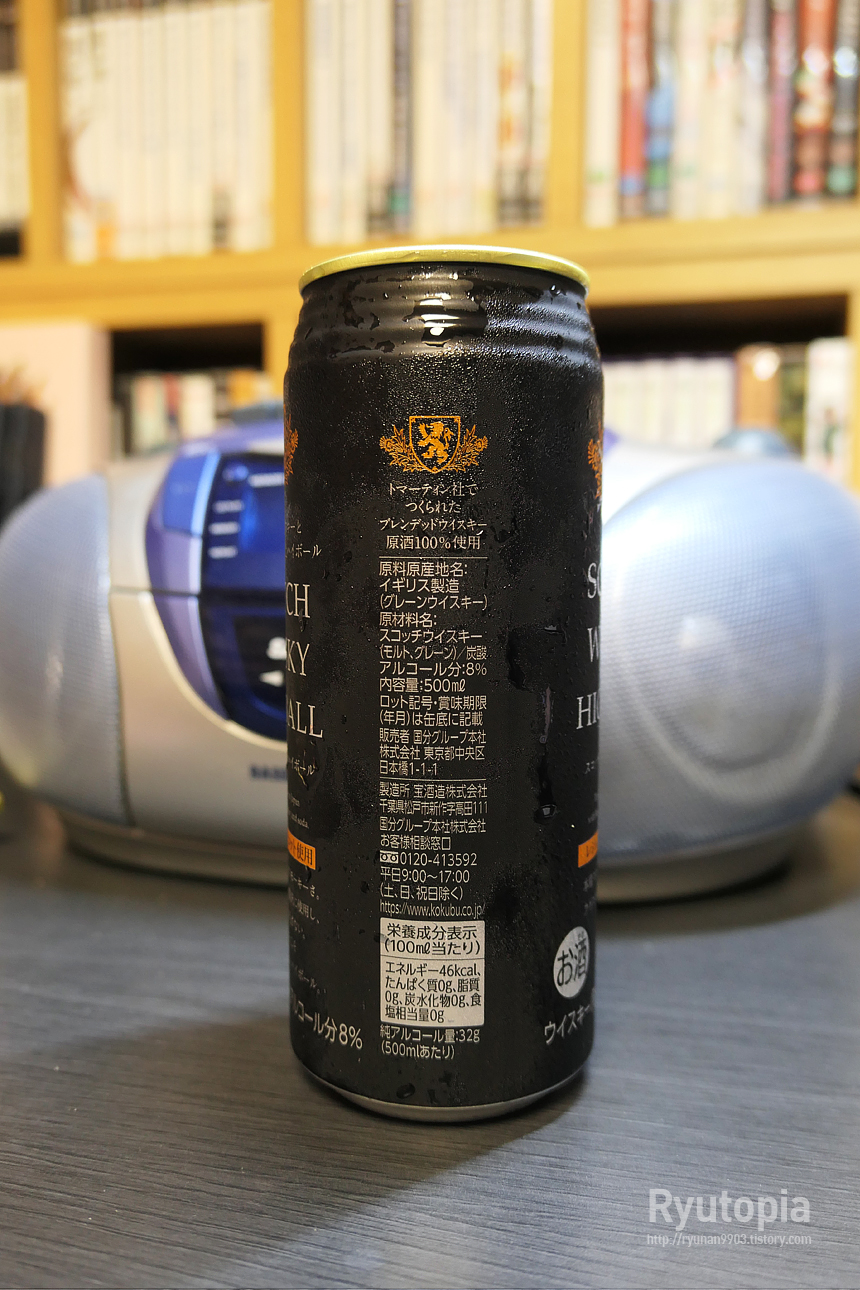 トマーティン社で
つくられた
ブレンデッドウイスキー
原酒100%使用
原料原産地名:
イギリス製造
(グレーンウイスキー)
原材料名:
スコッチウイスキー
(モルト、グレーン)/炭酸
アルコール分:8%
内容量:500㎖
ロット記号・賞味期限
(年月)は缶底に記載
販売者 国分グループ本社
株式会社 東京都中央区
日本橋1-1-1
製造所 宝酒造株式会社
千葉県松戸市新作字高田111
国分グループ本社株式会社
お客様相談窓口
0120-413592
平日9:00〜17:00
(土、日、祝日除く)
https://www.kokubu.co.jp/
栄養成分表示
(100㎖当たり)
エネルギー46kcal、
たんぱく質0g、脂質
0g、炭水化物0g、食
塩相当量0g
純アルコール量:32g
(500mlあたり)
CH
KY
ALL
使用
アルコール分8%
お酒
ウイスキー
Ryutopia
http://ryunan9903.tistory.com